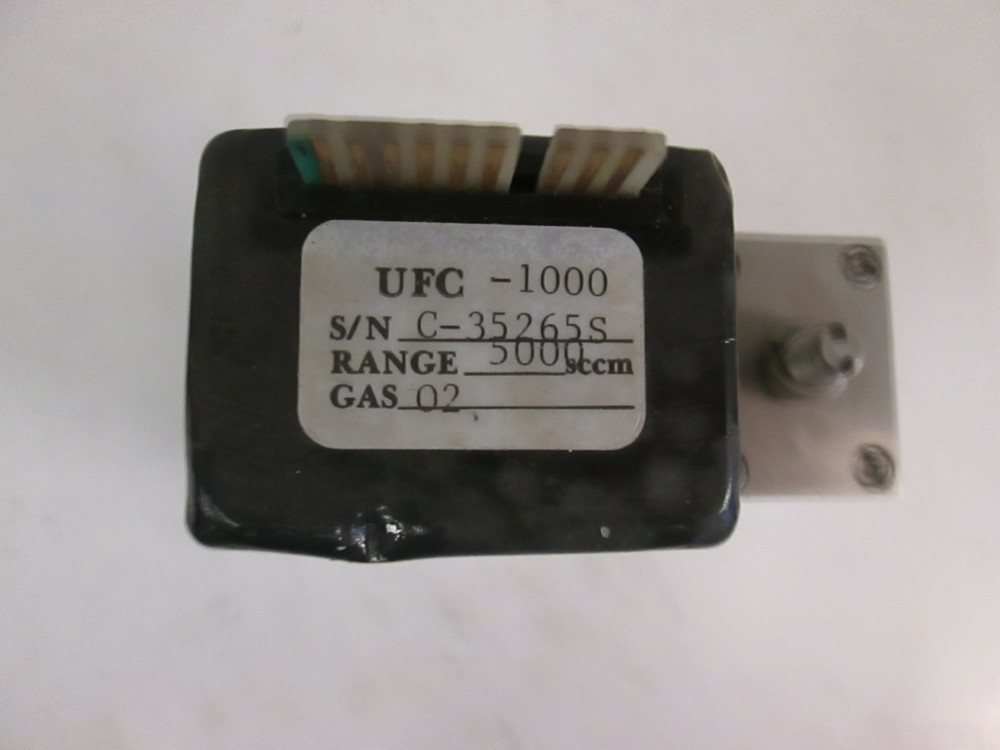 UFC -1000
S/N C-35265S
RANGE 5000 sccm
GAS O2